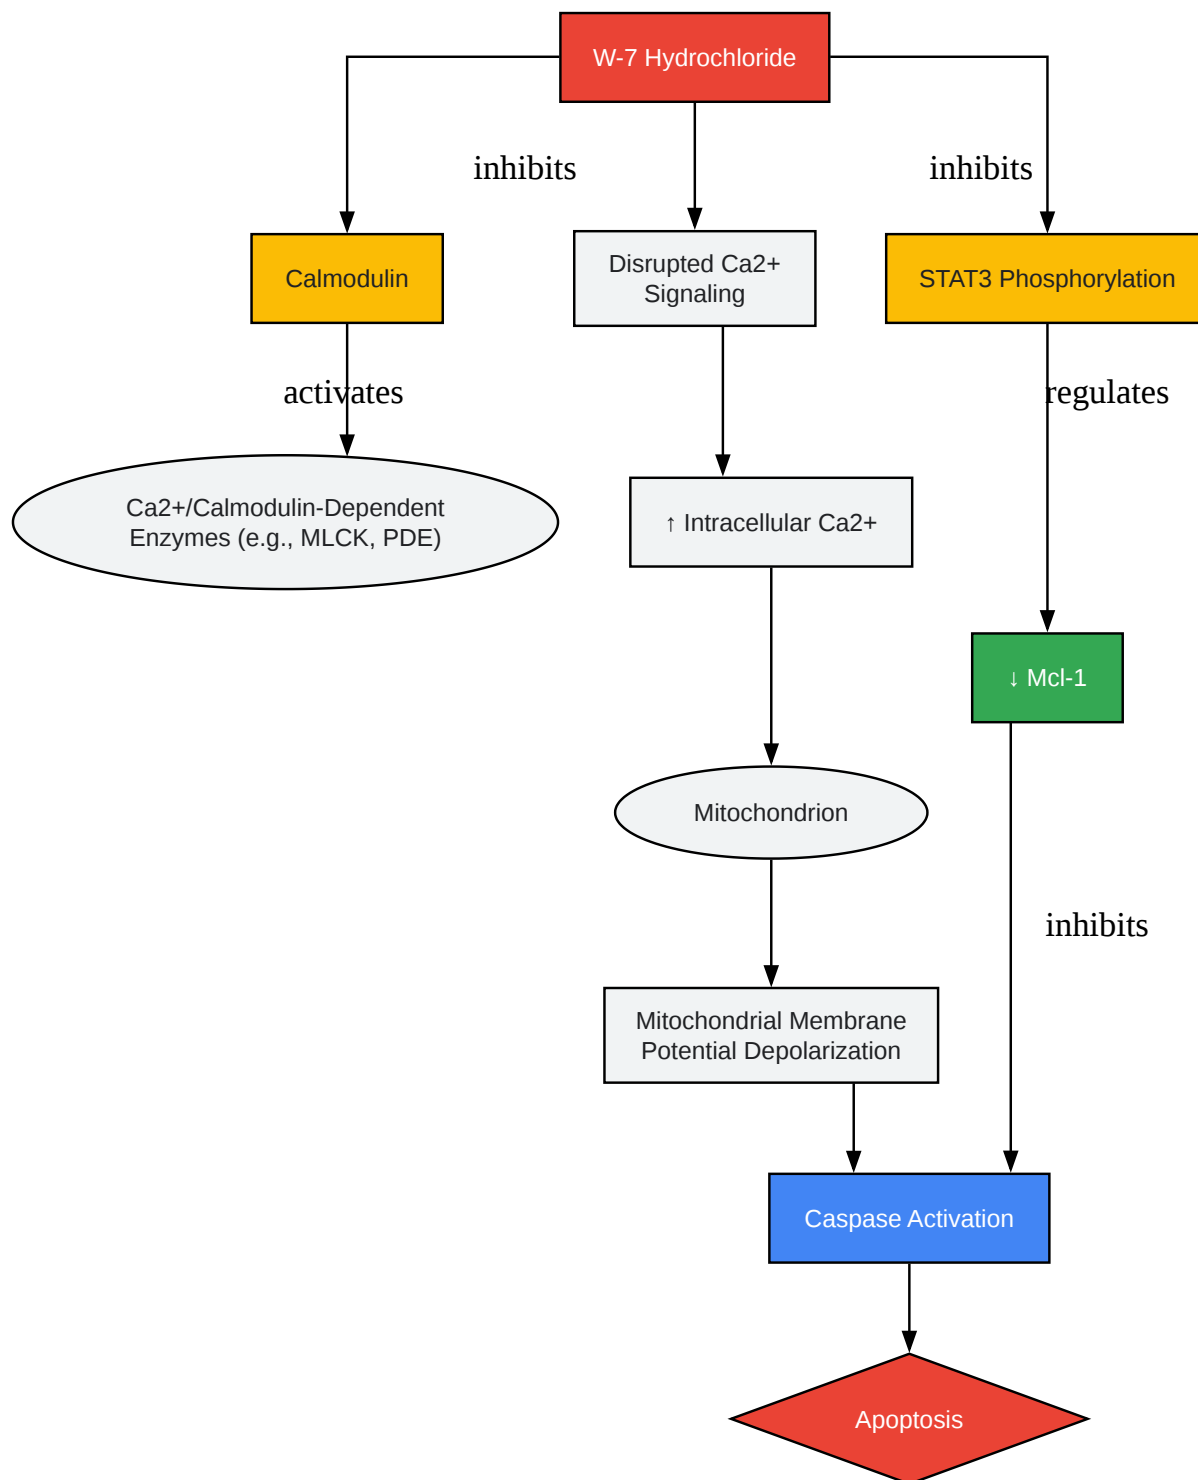 W-7 Hydrochloride
inhibits
inhibits
Calmodulin
Disrupted Ca2+
Signaling
STAT3 Phosphorylation
activates
regulates
Ca2+/Calmodulin-Dependent
Enzymes (e.g., MLCK, PDE)
↑ Intracellular Ca2+
↓ Mcl-1
Mitochondrion
inhibits
Mitochondrial Membrane
Potential Depolarization
Caspase Activation
Apoptosis